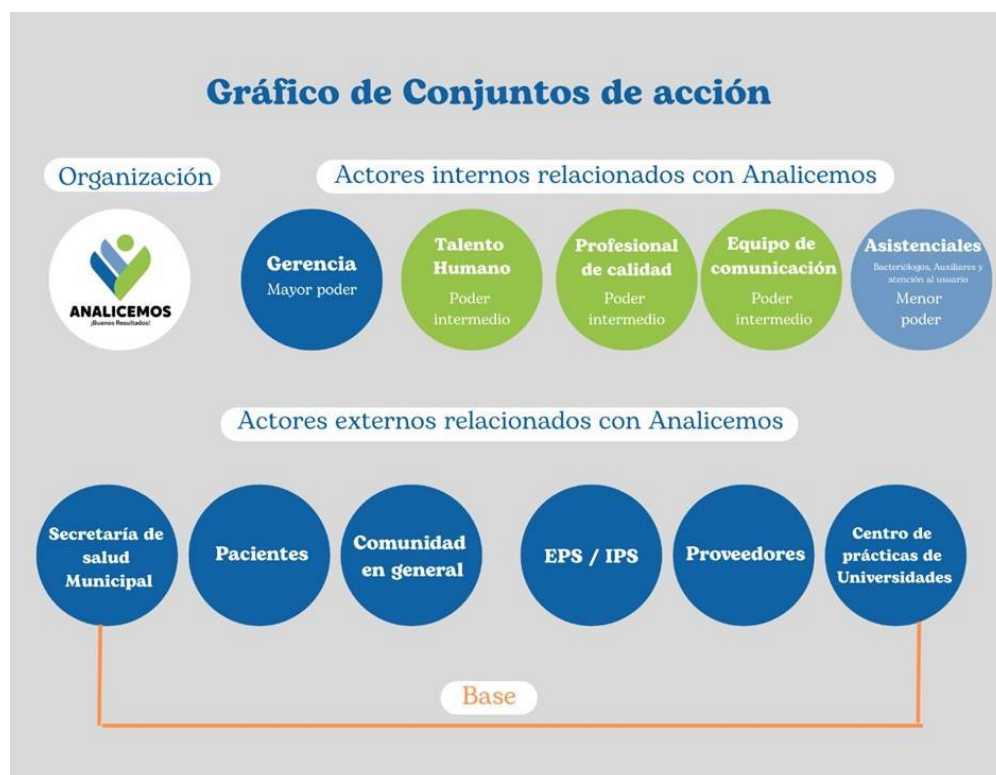 Gráfico de Conjuntos de acción
Organización
Actores internos relacionados con Analicemos
ANALICEMOS
¡Buenos Resultados!
Gerencia
Mayor poder
Talento
Humano
Poder
intermedio
Profesional
de calidad
Poder
intermedio
Equipo de
comunicación
Poder
intermedio
Asistenciales
Bacteriólogos, Auxiliares y
atención al usuario
Menor
poder
Actores externos relacionados con Analicemos
Secretaría de
salud
Municipal
Pacientes
Comunidad
en general
EPS / IPS
Proveedores
Centro de
prácticas de
Universidades
Base